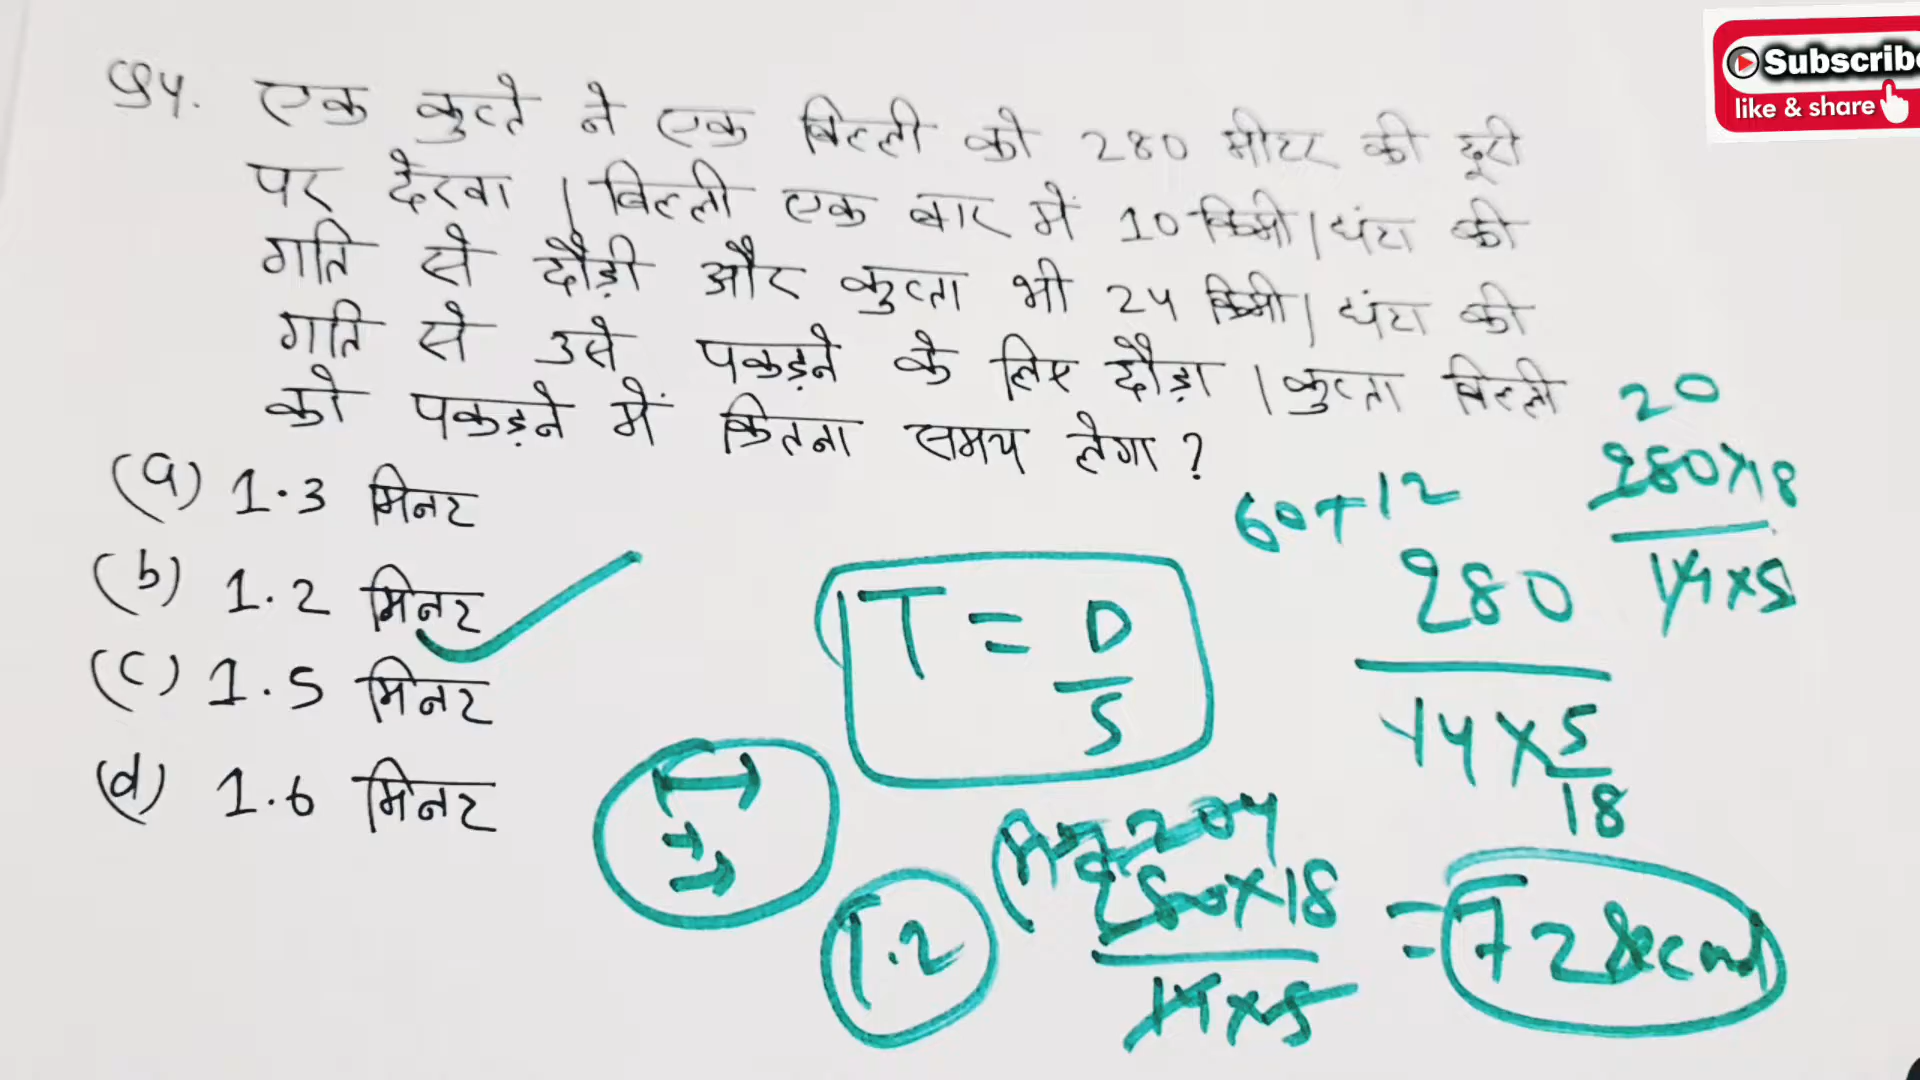 Q4. एक कुत्ते ने एक बिल्ली को 280 मीटर की दूरी
पर देखा । बिल्ली एक बार में 10 किमी/घंटा की
गति से दौड़ी और कुत्ता भी 24 किमी/घंटा की
गति से उसे पकड़ने के लिए दौड़ा । कुत्ता बिल्ली
को पकड़ने में कितना समय लेगा ?
(a) 1.3 मिनट
(b) 1.2 मिनट
(c) 1.5 मिनट
(d) 1.6 मिनट
T = D
S
60+12
280
14×5
18
20
280×18
14×5
280×18
14×5
= 72 Second
1.2
Subscribe
like & share